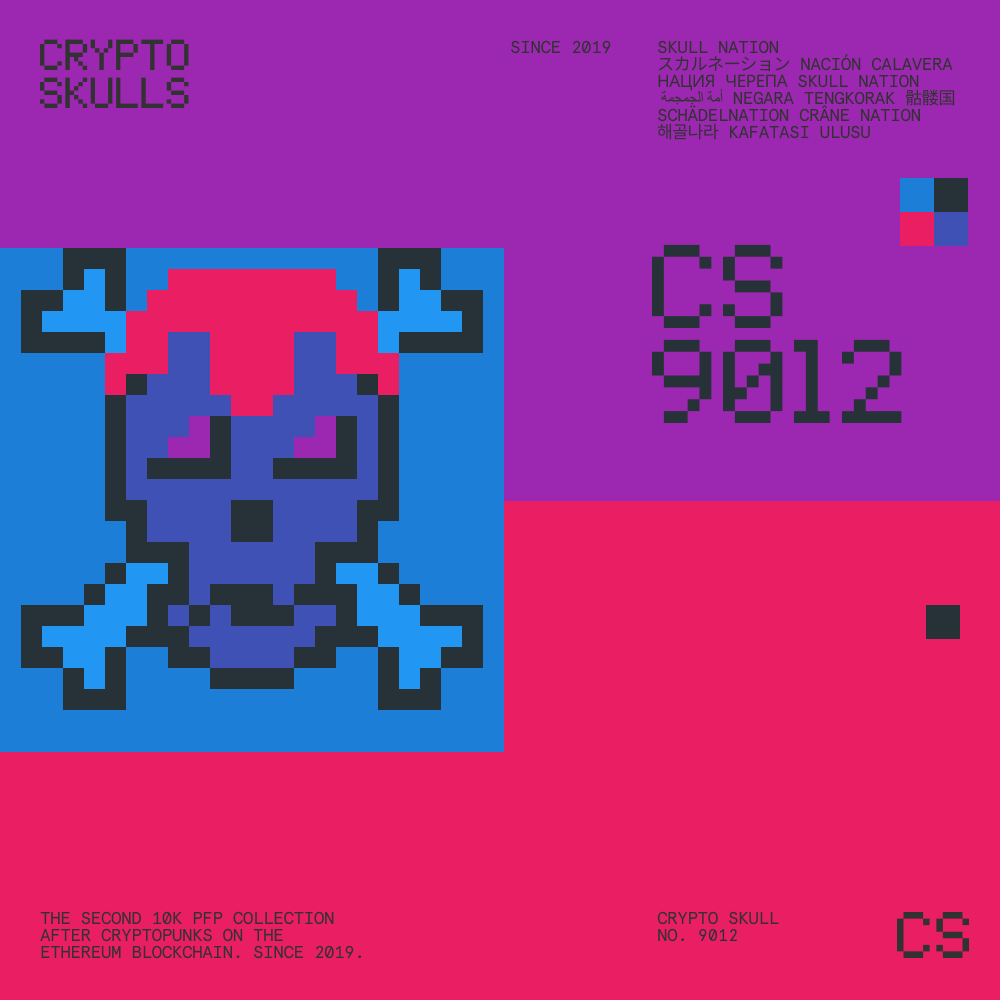 CRYPTO
SKULLS
SINCE 2019
SKULL NATION
スカルネーション NACIÓN CALAVERA
НАЦИЯ ЧЕРЕПА SKULL NATION
أمة الجمجمة NEGARA TENGKORAK 骷髅国
SCHÄDELNATION CRÂNE NATION
해골나라 KAFATASI ULUSU
CS
9012
THE SECOND 10K PFP COLLECTION
AFTER CRYPTOPUNKS ON THE
ETHEREUM BLOCKCHAIN. SINCE 2019.
CRYPTO SKULL
NO. 9012
CS